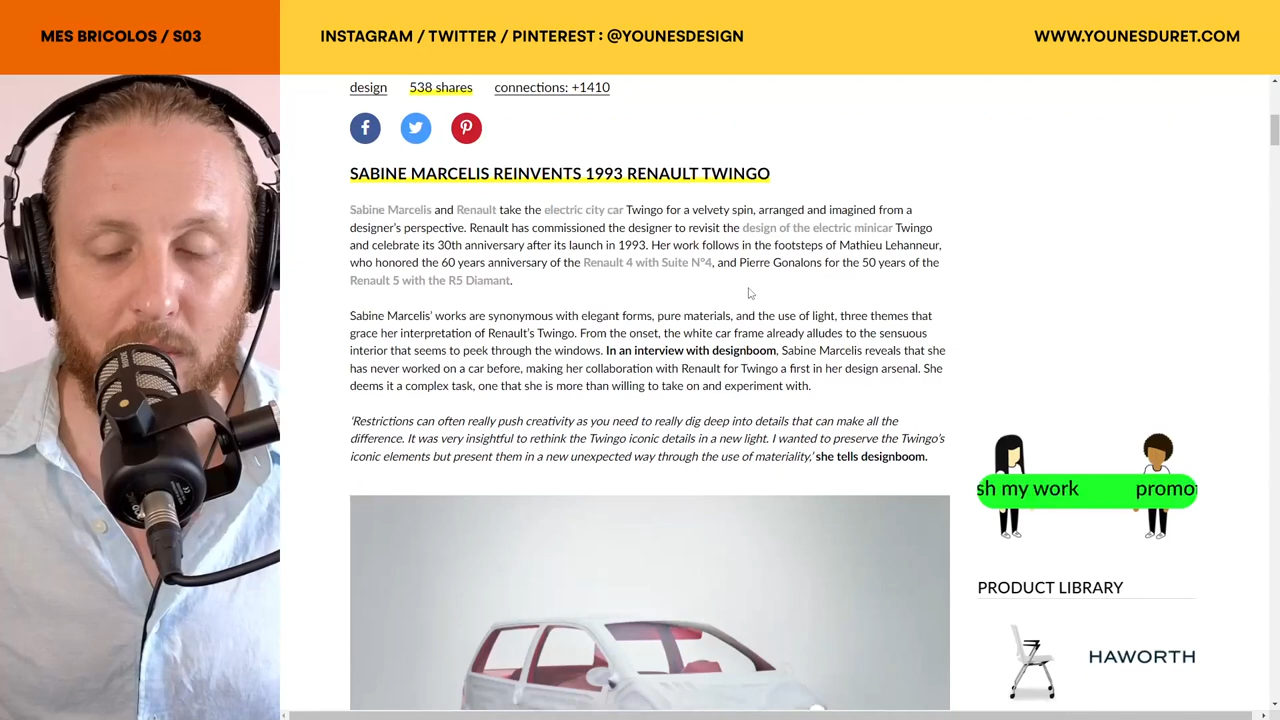 MES BRICOLOS / S03
INSTAGRAM / TWITTER / PINTEREST : @YOUNESDESIGN
WWW.YOUNESDURET.COM
design
538 shares
connections: +1410
SABINE MARCELIS REINVENTS 1993 RENAULT TWINGO
Sabine Marcelis and Renault take the electric city car Twingo for a velvety spin, arranged and imagined from a
designer's perspective. Renault has commissioned the designer to revisit the design of the electric minicar Twingo
and celebrate its 30th anniversary after its launch in 1993. Her work follows in the footsteps of Mathieu Lehanneur,
who honored the 60 years anniversary of the Renault 4 with Suite N°4, and Pierre Gonalons for the 50 years of the
Renault 5 with the R5 Diamant.
Sabine Marcelis' works are synonymous with elegant forms, pure materials, and the use of light, three themes that
grace her interpretation of Renault's Twingo. From the onset, the white car frame already alludes to the sensuous
interior that seems to peek through the windows. In an interview with designboom, Sabine Marcelis reveals that she
has never worked on a car before, making her collaboration with Renault for Twingo a first in her design arsenal. She
deems it a complex task, one that she is more than willing to take on and experiment with.
'Restrictions can often really push creativity as you need to really dig deep into details that can make all the
difference. It was very insightful to rethink the Twingo iconic details in a new light. I wanted to preserve the Twingo's
iconic elements but present them in a new unexpected way through the use of materiality,' she tells designboom.
sh my work promo
PRODUCT LIBRARY
HAWORTH